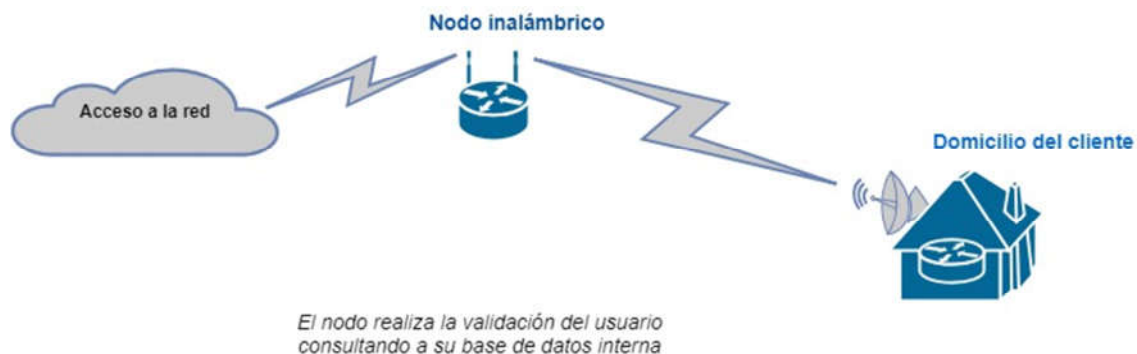 Nodo inalámbrico
Acceso a la red
Domicilio del cliente
El nodo realiza la validación del usuario
consultando a su base de datos interna